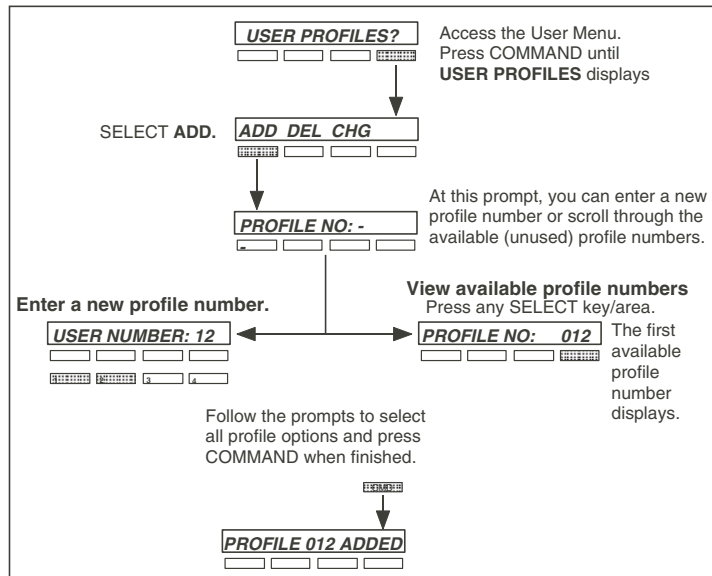 USER PROFILES?
Access the User Menu.
Press COMMAND until
USER PROFILES displays
SELECT ADD.
ADD DEL CHG
At this prompt, you can enter a new
profile number or scroll through the
available (unused) profile numbers.
PROFILE NO: -
-
Enter a new profile number.
USER NUMBER: 12
1 2 3 4
View available profile numbers
Press any SELECT key/area.
PROFILE NO: 012
The first
available
profile
number
displays.
Follow the prompts to select
all profile options and press
COMMAND when finished.
CMD
PROFILE 012 ADDED